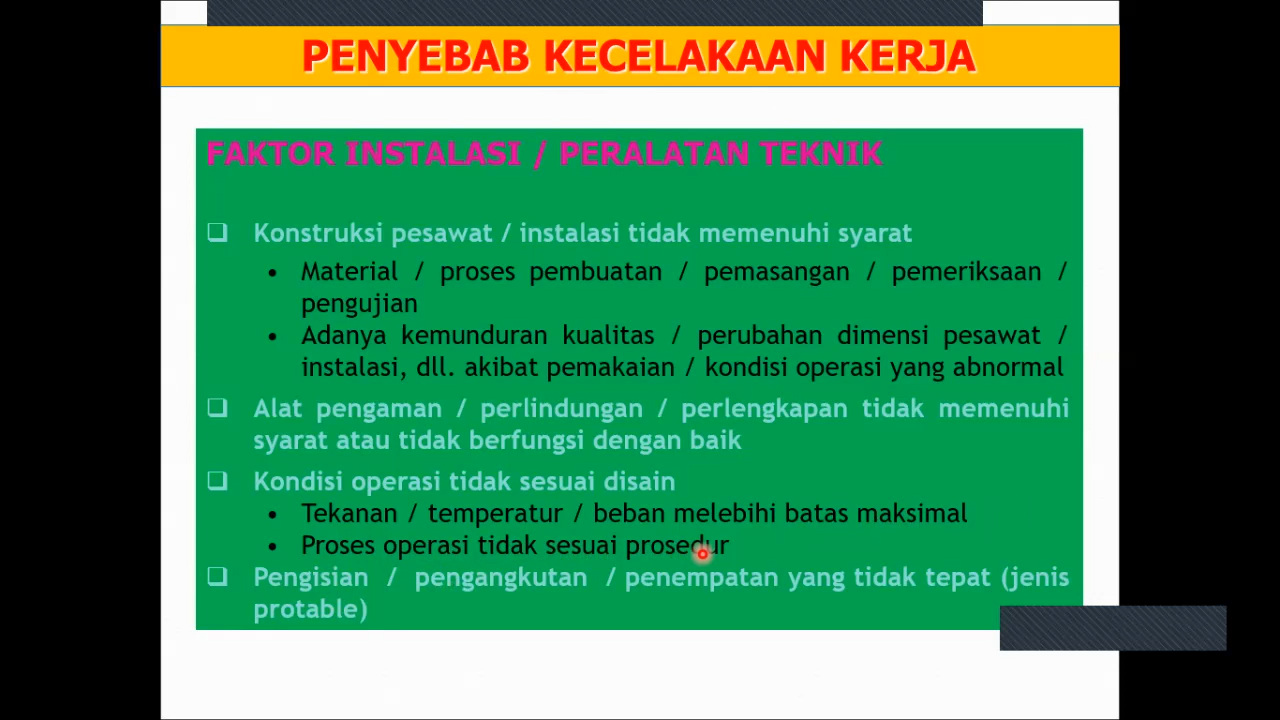 PENYEBAB KECELAKAAN KERJA
FAKTOR INSTALASI / PERALATAN TEKNIK
❑ Konstruksi pesawat / instalasi tidak memenuhi syarat
• Material / proses pembuatan / pemasangan / pemeriksaan /
pengujian
• Adanya kemunduran kualitas / perubahan dimensi pesawat /
instalasi, dll. akibat pemakaian / kondisi operasi yang abnormal
❑ Alat pengaman / perlindungan / perlengkapan tidak memenuhi
syarat atau tidak berfungsi dengan baik
❑ Kondisi operasi tidak sesuai disain
• Tekanan / temperatur / beban melebihi batas maksimal
• Proses operasi tidak sesuai prosedur
❑ Pengisian / pengangkutan / penempatan yang tidak tepat (jenis
protable)